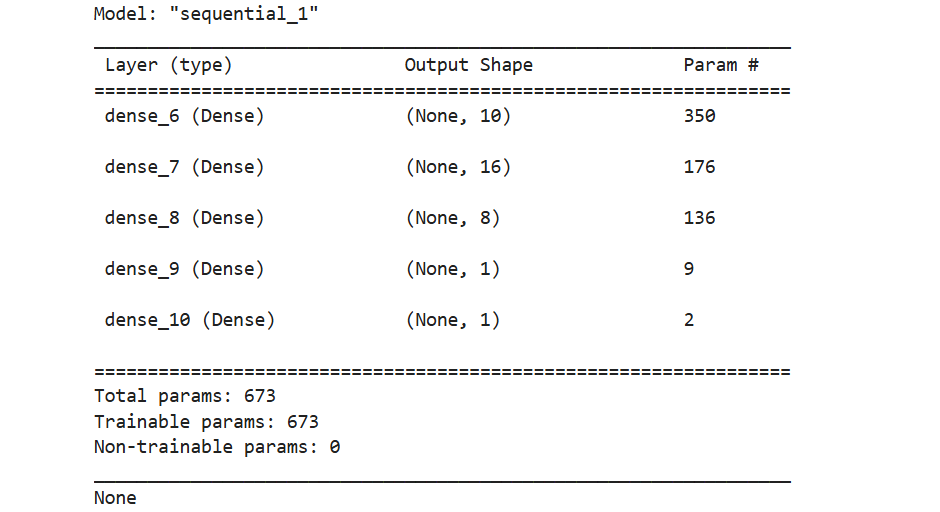 Model: "sequential_1"
Layer (type) Output Shape Param #
=================================================================
dense_6 (Dense) (None, 10) 350
dense_7 (Dense) (None, 16) 176
dense_8 (Dense) (None, 8) 136
dense_9 (Dense) (None, 1) 9
dense_10 (Dense) (None, 1) 2
=================================================================
Total params: 673
Trainable params: 673
Non-trainable params: 0
None